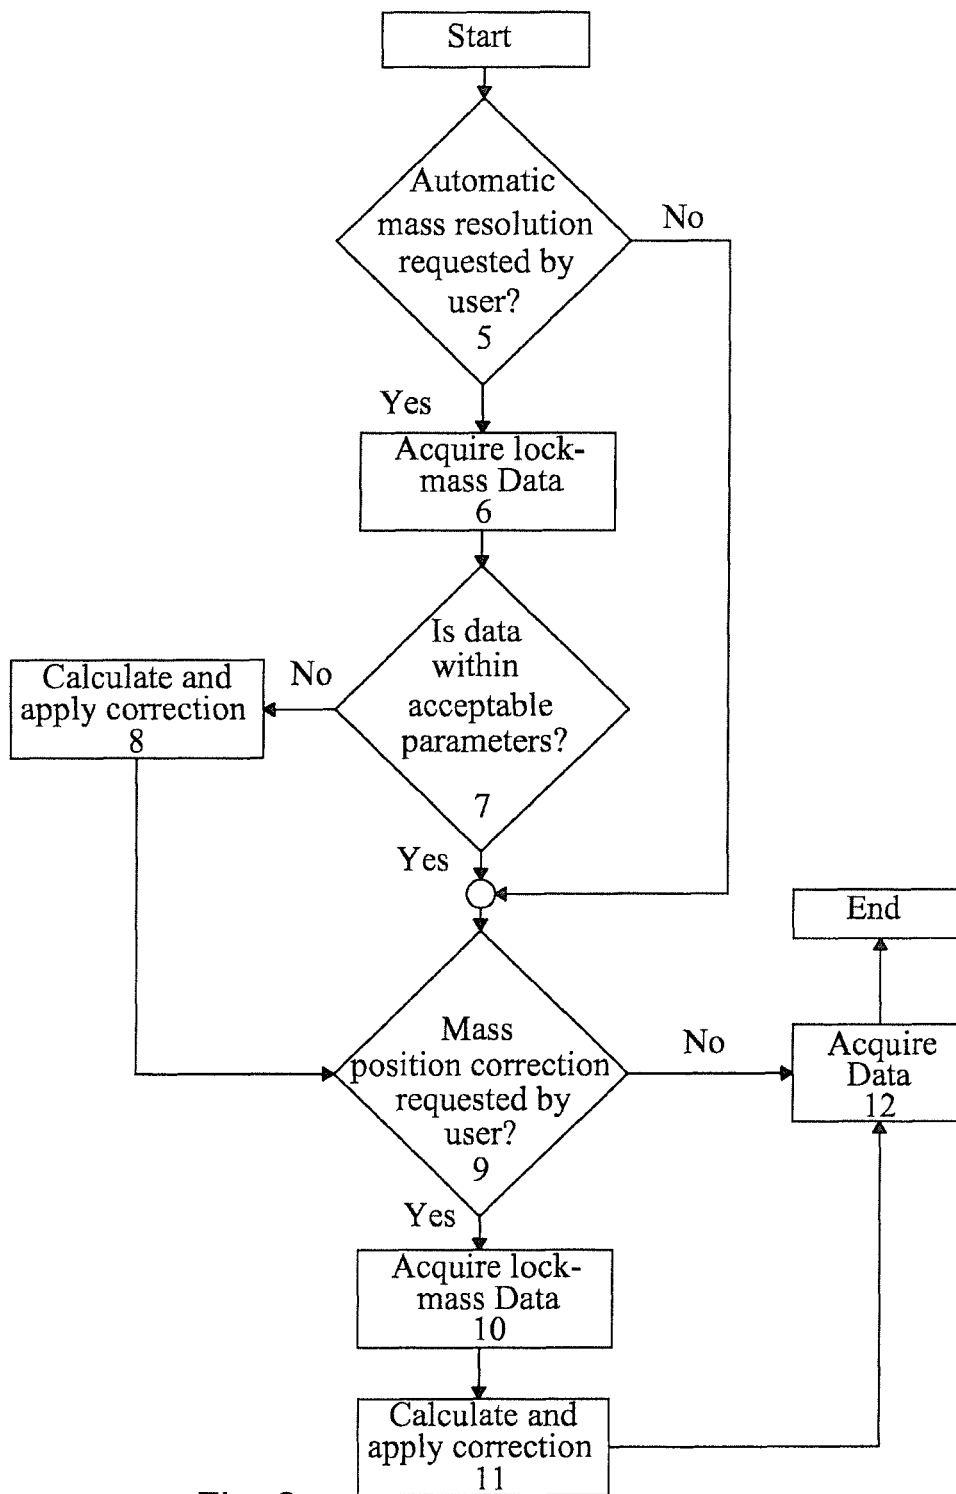 Start
Automatic
mass resolution
requested by
user?
5
No
Yes
Acquire lock-
mass Data
6
Is data
within
acceptable
parameters?
7
No
Calculate and
apply correction
8
Yes
End
Mass
position correction
requested by
user?
9
No
Acquire
Data
12
Yes
Acquire lock-
mass Data
10
Calculate and
apply correction
11